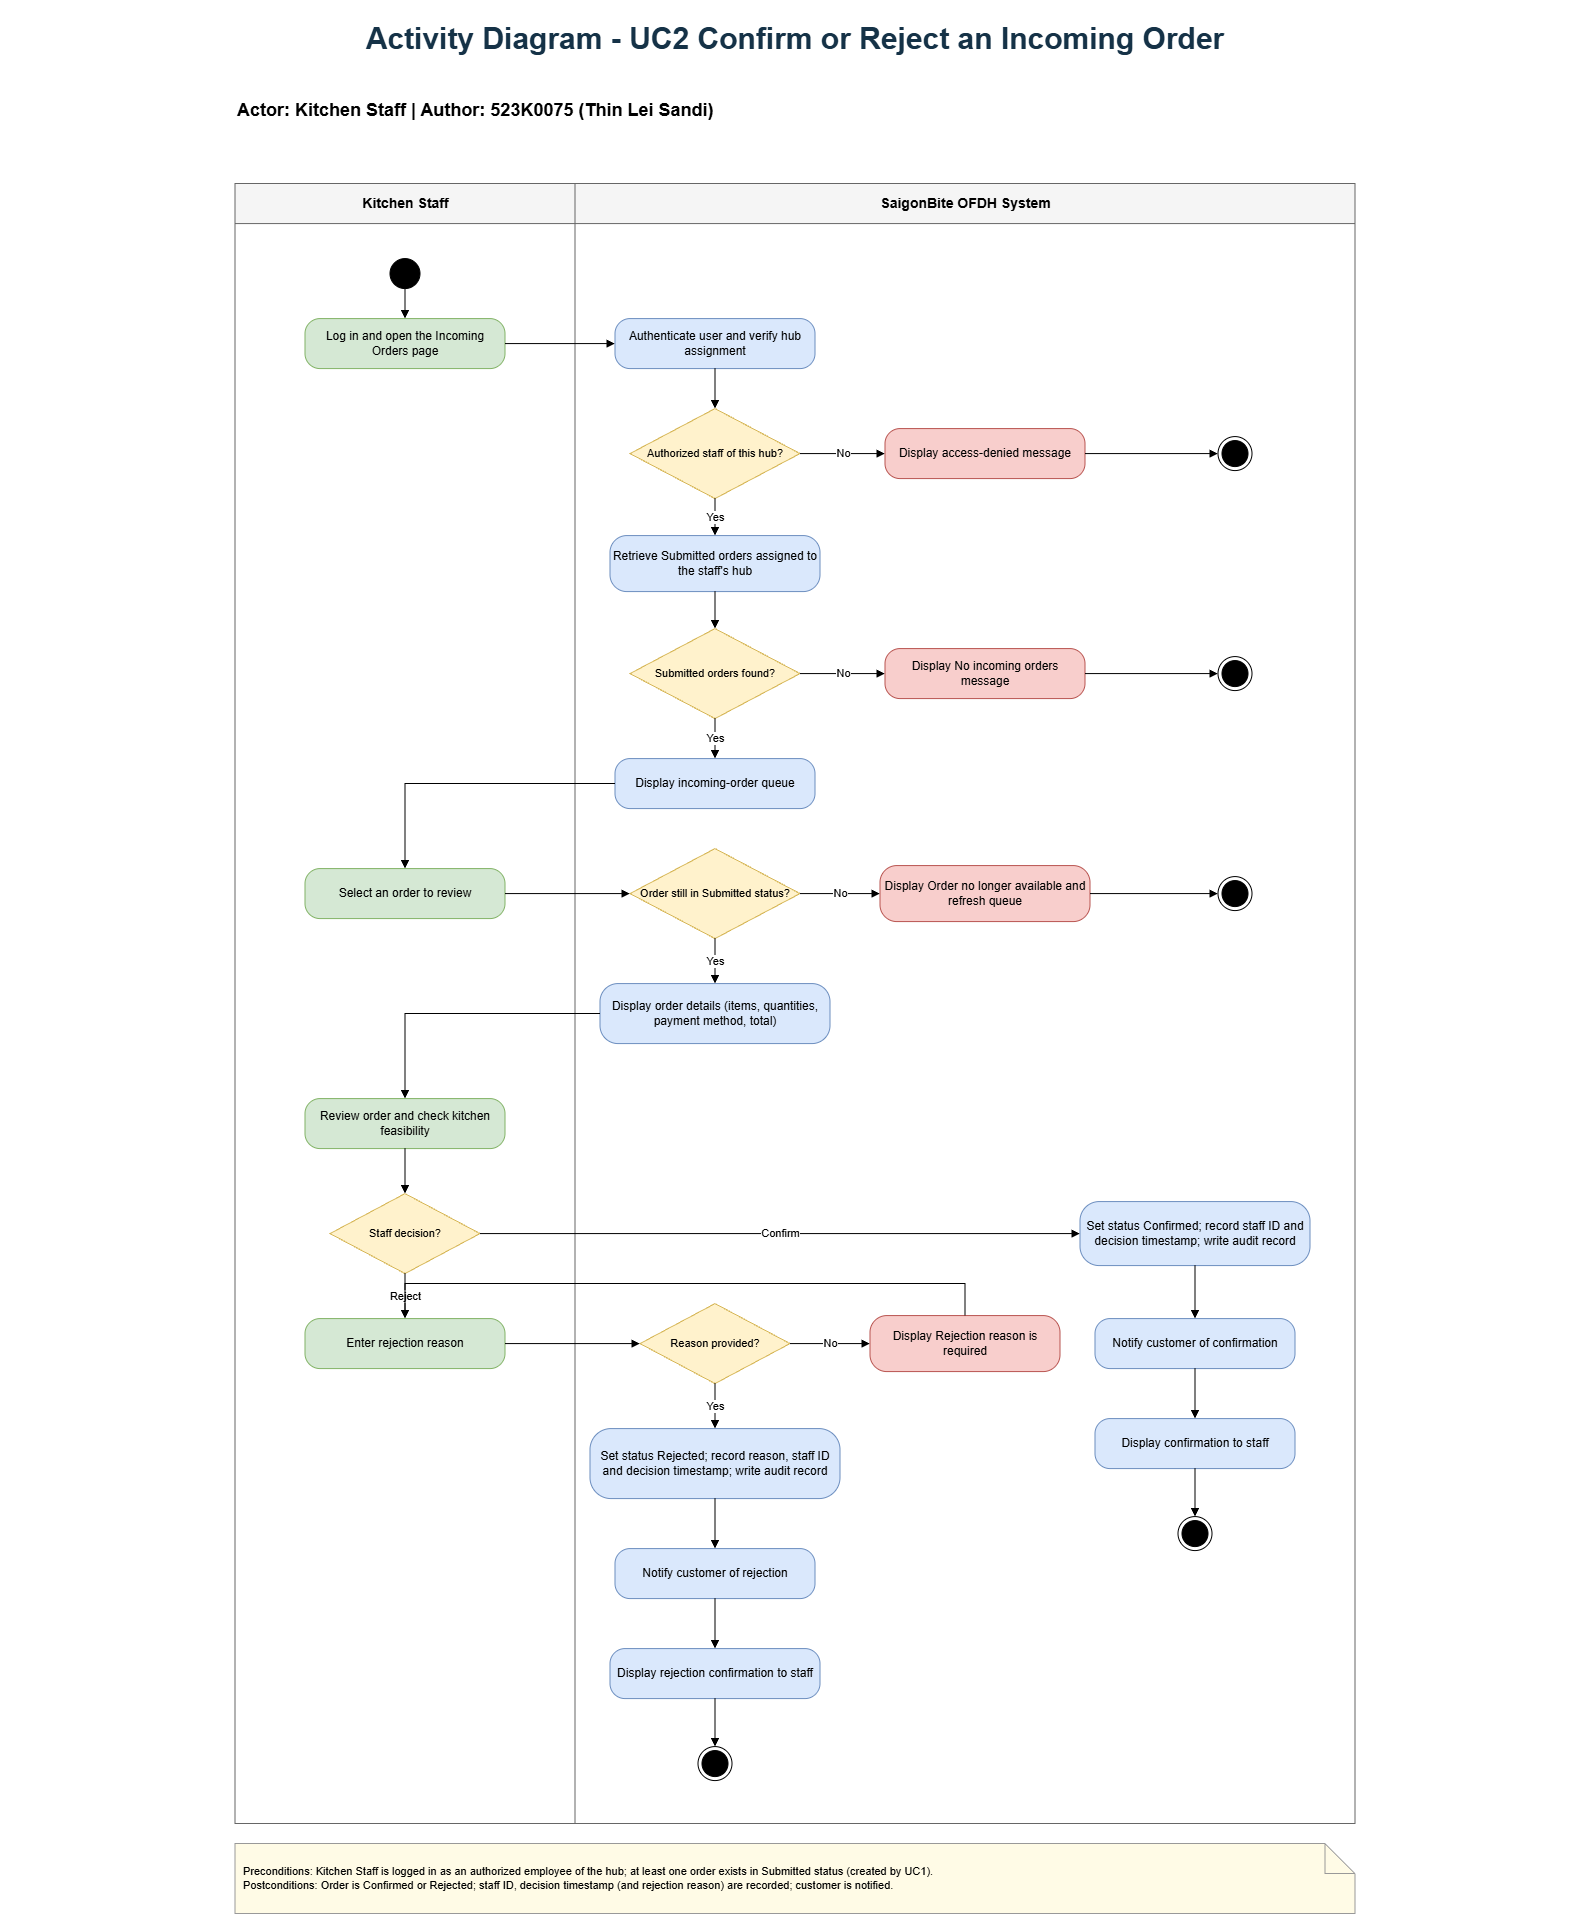 Activity Diagram - UC2 Confirm or Reject an Incoming Order
Actor: Kitchen Staff | Author: 523K0075 (Thin Lei Sandi)
Kitchen Staff
SaigonBite OFDH System
Log in and open the Incoming
Orders page
Authenticate user and verify hub
assignment
Authorized staff of this hub?
No
Display access-denied message
Yes
Retrieve Submitted orders assigned to
the staff's hub
Submitted orders found?
No
Display No incoming orders
message
Yes
Display incoming-order queue
Select an order to review
Order still in Submitted status?
No
Display Order no longer available and
refresh queue
Yes
Display order details (items, quantities,
payment method, total)
Review order and check kitchen
feasibility
Staff decision?
Confirm
Set status Confirmed; record staff ID and
decision timestamp; write audit record
Reject
Enter rejection reason
Reason provided?
No
Display Rejection reason is
required
Notify customer of confirmation
Yes
Display confirmation to staff
Set status Rejected; record reason, staff ID
and decision timestamp; write audit record
Notify customer of rejection
Display rejection confirmation to staff
Preconditions: Kitchen Staff is logged in as an authorized employee of the hub; at least one order exists in Submitted status (created by UC1).
Postconditions: Order is Confirmed or Rejected; staff ID, decision timestamp (and rejection reason) are recorded; customer is notified.